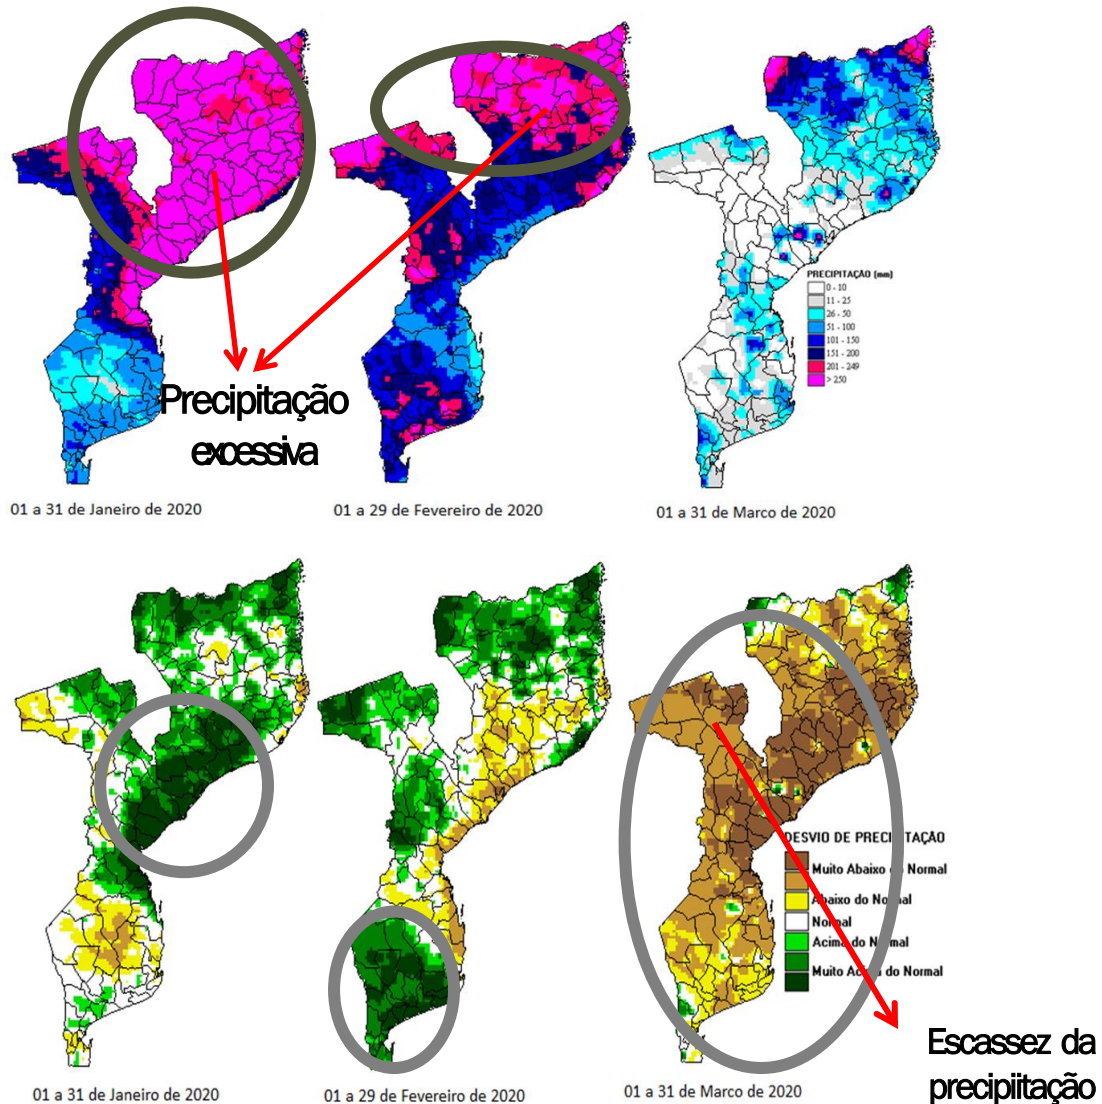 PRECIPITAÇÃO (mm)
0 - 10
11 - 25
26 - 50
51 - 100
101 - 150
151 - 200
201 - 249
> 250
Precipitação
excessiva
01 a 31 de Janeiro de 2020
01 a 29 de Fevereiro de 2020
01 a 31 de Marco de 2020
DESVIO DE PRECIPITAÇÃO
Muito Abaixo do Normal
Abaixo do Normal
Normal
Acima do Normal
Muito Acima do Normal
Escassez da
precipiitação
01 a 31 de Janeiro de 2020
01 a 29 de Fevereiro de 2020
01 a 31 de Marco de 2020